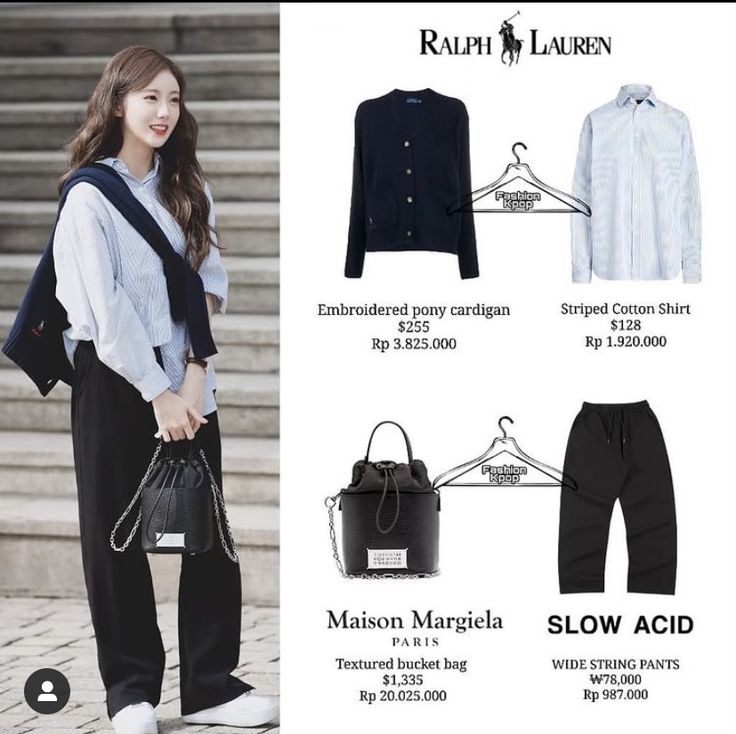 RALPH LAUREN
Fashion
Kpop
Embroidered pony cardigan
$255
Rp 3.825.000
Striped Cotton Shirt
$128
Rp 1.920.000
Fashion
Kpop
Maison Margiela
PARIS
Textured bucket bag
$1,335
Rp 20.025.000
SLOW ACID
WIDE STRING PANTS
₩78,000
Rp 987.000